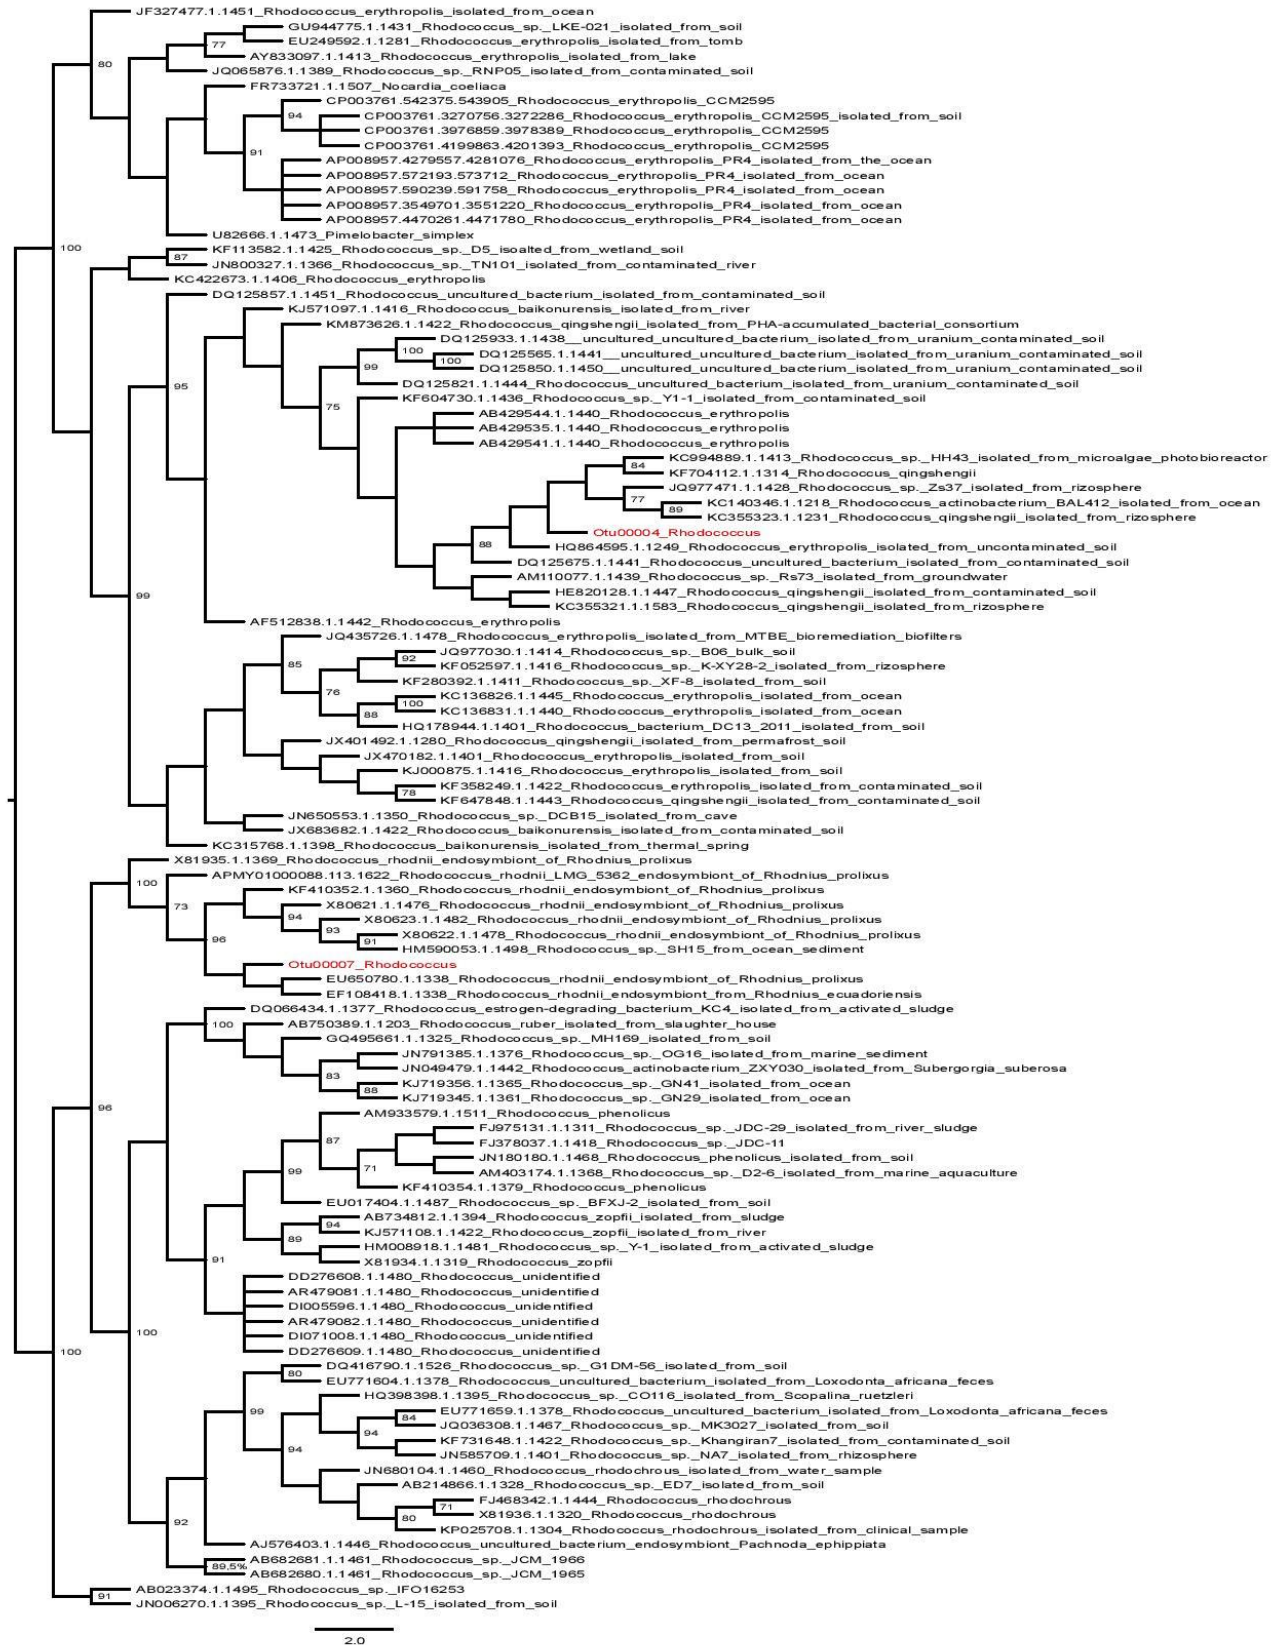 JF327477.1.1451_Rhodococcus_erythropolis_isolated_from_ocean
GU944775.1.1431_Rhodococcus_sp._LKE-021_isolated_from_soil
77
EU249592.1.1281_Rhodococcus_erythropolis_isolated_from_tomb
AY833097.1.1413_Rhodococcus_erythropolis_isolated_from_lake
80
JQ065876.1.1389_Rhodococcus_sp._RNP05_isolated_from_contaminated_soil
FR733721.1.1507_Nocardia_coeliaca
CP003761.542375.543905_Rhodococcus_erythropolis_CCM2595
94
CP003761.3270756.3272286_Rhodococcus_erythropolis_CCM2595_isolated_from_soil
CP003761.3976859.3978389_Rhodococcus_erythropolis_CCM2595
CP003761.4199863.4201393_Rhodococcus_erythropolis_CCM2595
91
AP008957.4279557.4281076_Rhodococcus_erythropolis_PR4_isolated_from_the_ocean
AP008957.572193.573712_Rhodococcus_erythropolis_PR4_isolated_from_ocean
AP008957.590239.591758_Rhodococcus_erythropolis_PR4_isolated_from_ocean
AP008957.3549701.3551220_Rhodococcus_erythropolis_PR4_isolated_from_ocean
AP008957.4470261.4471780_Rhodococcus_erythropolis_PR4_isolated_from_ocean
U82666.1.1473_Pimelobacter_simplex
100
KF113582.1.1425_Rhodococcus_sp._D5_isoalted_from_wetland_soil
87
JN800327.1.1366_Rhodococcus_sp._TN101_isolated_from_contaminated_river
KC422673.1.1406_Rhodococcus_erythropolis
DQ125857.1.1451_Rhodococcus_uncultured_bacterium_isolated_from_contaminated_soil
KJ571097.1.1416_Rhodococcus_baikonurensis_isolated_from_river
KM873626.1.1422_Rhodococcus_qingshengii_isolated_from_PHA-accumulated_bacterial_consortium
DQ125933.1.1438__uncultured_uncultured_bacterium_isolated_from_uranium_contaminated_soil
100
DQ125565.1.1441__uncultured_uncultured_bacterium_isolated_from_uranium_contaminated_soil
100
99
DQ125850.1.1450__uncultured_uncultured_bacterium_isolated_from_uranium_contaminated_soil
95
DQ125821.1.1444_Rhodococcus_uncultured_bacterium_isolated_from_uranium_contaminated_soil
KF604730.1.1436_Rhodococcus_sp._Y1-1_isolated_from_contaminated_soil
75
AB429544.1.1440_Rhodococcus_erythropolis
AB429535.1.1440_Rhodococcus_erythropolis
AB429541.1.1440_Rhodococcus_erythropolis
KC994889.1.1413_Rhodococcus_sp._HH43_isolated_from_microalgae_photobioreactor
84
KF704112.1.1314_Rhodococcus_qingshengii
JQ977471.1.1428_Rhodococcus_sp._Zs37_isolated_from_rizosphere
77
KC140346.1.1218_Rhodococcus_actinobacterium_BAL412_isolated_from_ocean
89
KC355323.1.1231_Rhodococcus_qingshengii_isolated_from_rizosphere
Otu00004_Rhodococcus
88
HQ864595.1.1249_Rhodococcus_erythropolis_isolated_from_uncontaminated_soil
DQ125675.1.1441_Rhodococcus_uncultured_bacterium_isolated_from_contaminated_soil
AM110077.1.1439_Rhodococcus_sp._Rs73_isolated_from_groundwater
HE820128.1.1447_Rhodococcus_qingshengii_isolated_from_contaminated_soil
99
KC355321.1.1583_Rhodococcus_qingshengii_isolated_from_rizosphere
AF512838.1.1442_Rhodococcus_erythropolis
JQ435726.1.1478_Rhodococcus_erythropolis_isolated_from_MTBE_bioremediation_biofilters
JQ977030.1.1414_Rhodococcus_sp._B06_bulk_soil
92
85
KF052597.1.1416_Rhodococcus_sp._K-XY28-2_isolated_from_rizosphere
KF280392.1.1411_Rhodococcus_sp._XF-8_isolated_from_soil
76
KC136826.1.1445_Rhodococcus_erythropolis_isolated_from_ocean
100
KC136831.1.1440_Rhodococcus_erythropolis_isolated_from_ocean
88
HQ178944.1.1401_Rhodococcus_bacterium_DC13_2011_isolated_from_soil
JX401492.1.1280_Rhodococcus_qingshengii_isolated_from_permafrost_soil
JX470182.1.1401_Rhodococcus_erythropolis_isolated_from_soil
KJ000875.1.1416_Rhodococcus_erythropolis_isolated_from_soil
KF358249.1.1422_Rhodococcus_erythropolis_isolated_from_contaminated_soil
78
KF647848.1.1443_Rhodococcus_qingshengii_isolated_from_contaminated_soil
JN650553.1.1350_Rhodococcus_sp._DCB15_isolated_from_cave
JX683682.1.1422_Rhodococcus_baikonurensis_isolated_from_contaminated_soil
KC315768.1.1398_Rhodococcus_baikonurensis_isolated_from_thermal_spring
X81935.1.1369_Rhodococcus_rhodnii_endosymbiont_of_Rhodnius_prolixus
100
APMY01000088.113.1622_Rhodococcus_rhodnii_LMG_5362_endosymbiont_of_Rhodnius_prolixus
KF410352.1.1360_Rhodococcus_rhodnii_endosymbiont_of_Rhodnius_prolixus
73
X80621.1.1476_Rhodococcus_rhodnii_endosymbiont_of_Rhodnius_prolixus
94
X80623.1.1482_Rhodococcus_rhodnii_endosymbiont_of_Rhodnius_prolixus
93
X80622.1.1478_Rhodococcus_rhodnii_endosymbiont_of_Rhodnius_prolixus
96
91
HM590053.1.1498_Rhodococcus_sp._SH15_from_ocean_sediment
Otu00007_Rhodococcus
EU650780.1.1338_Rhodococcus_rhodnii_endosymbiont_of_Rhodnius_prolixus
EF108418.1.1338_Rhodococcus_rhodnii_endosymbiont_from_Rhodnius_ecuadoriensis
DQ066434.1.1377_Rhodococcus_estrogen-degrading_bacterium_KC4_isolated_from_activated_sludge
100
AB750389.1.1203_Rhodococcus_ruber_isolated_from_slaughter_house
GQ495661.1.1325_Rhodococcus_sp._MH169_isolated_from_soil
JN791385.1.1376_Rhodococcus_sp._OG16_isolated_from_marine_sediment
JN049479.1.1442_Rhodococcus_actinobacterium_ZXY030_isolated_from_Subergorgia_suberosa
83
KJ719356.1.1365_Rhodococcus_sp._GN41_isolated_from_ocean
88
KJ719345.1.1361_Rhodococcus_sp._GN29_isolated_from_ocean
96
AM933579.1.1511_Rhodococcus_phenolicus
FJ975131.1.1311_Rhodococcus_sp._JDC-29_isolated_from_river_sludge
87
FJ378037.1.1418_Rhodococcus_sp._JDC-11
JN180180.1.1468_Rhodococcus_phenolicus_isolated_from_soil
71
99
AM403174.1.1368_Rhodococcus_sp._D2-6_isolated_from_marine_aquaculture
KF410354.1.1379_Rhodococcus_phenolicus
EU017404.1.1487_Rhodococcus_sp._BFXJ-2_isolated_from_soil
AB734812.1.1394_Rhodococcus_zopfii_isolated_from_sludge
94
KJ571108.1.1422_Rhodococcus_zopfii_isolated_from_river
89
HM008918.1.1481_Rhodococcus_sp._Y-1_isolated_from_activated_sludge
91
X81934.1.1319_Rhodococcus_zopfii
DD276608.1.1480_Rhodococcus_unidentified
AR479081.1.1480_Rhodococcus_unidentified
DI005596.1.1480_Rhodococcus_unidentified
AR479082.1.1480_Rhodococcus_unidentified
100
DI071008.1.1480_Rhodococcus_unidentified
100
DD276609.1.1480_Rhodococcus_unidentified
DQ416790.1.1526_Rhodococcus_sp._G1DM-56_isolated_from_soil
80
EU771604.1.1378_Rhodococcus_uncultured_bacterium_isolated_from_Loxodonta_africana_feces
HQ398398.1.1395_Rhodococcus_sp._CO116_isolated_from_Scopalina_ruetzleri
99
EU771659.1.1378_Rhodococcus_uncultured_bacterium_isolated_from_Loxodonta_africana_feces
84
JQ036308.1.1467_Rhodococcus_sp._MK3027_isolated_from_soil
94
KF731648.1.1422_Rhodococcus_sp._Khangiran7_isolated_from_contaminated_soil
94
JN585709.1.1401_Rhodococcus_sp._NA7_isolated_from_rhizosphere
JN680104.1.1460_Rhodococcus_rhodochrous_isolated_from_water_sample
AB214866.1.1328_Rhodococcus_sp._ED7_isolated_from_soil
FJ468342.1.1444_Rhodococcus_rhodochrous
71
X81936.1.1320_Rhodococcus_rhodochrous
80
92
KP025708.1.1304_Rhodococcus_rhodochrous_isolated_from_clinical_sample
AJ576403.1.1446_Rhodococcus_uncultured_bacterium_endosymbiont_Pachnoda_ephippiata
AB682681.1.1461_Rhodococcus_sp._JCM_1966
89,5%
AB682680.1.1461_Rhodococcus_sp._JCM_1965
AB023374.1.1495_Rhodococcus_sp._IFO16253
91
JN006270.1.1395_Rhodococcus_sp._L-15_isolated_from_soil
2.0